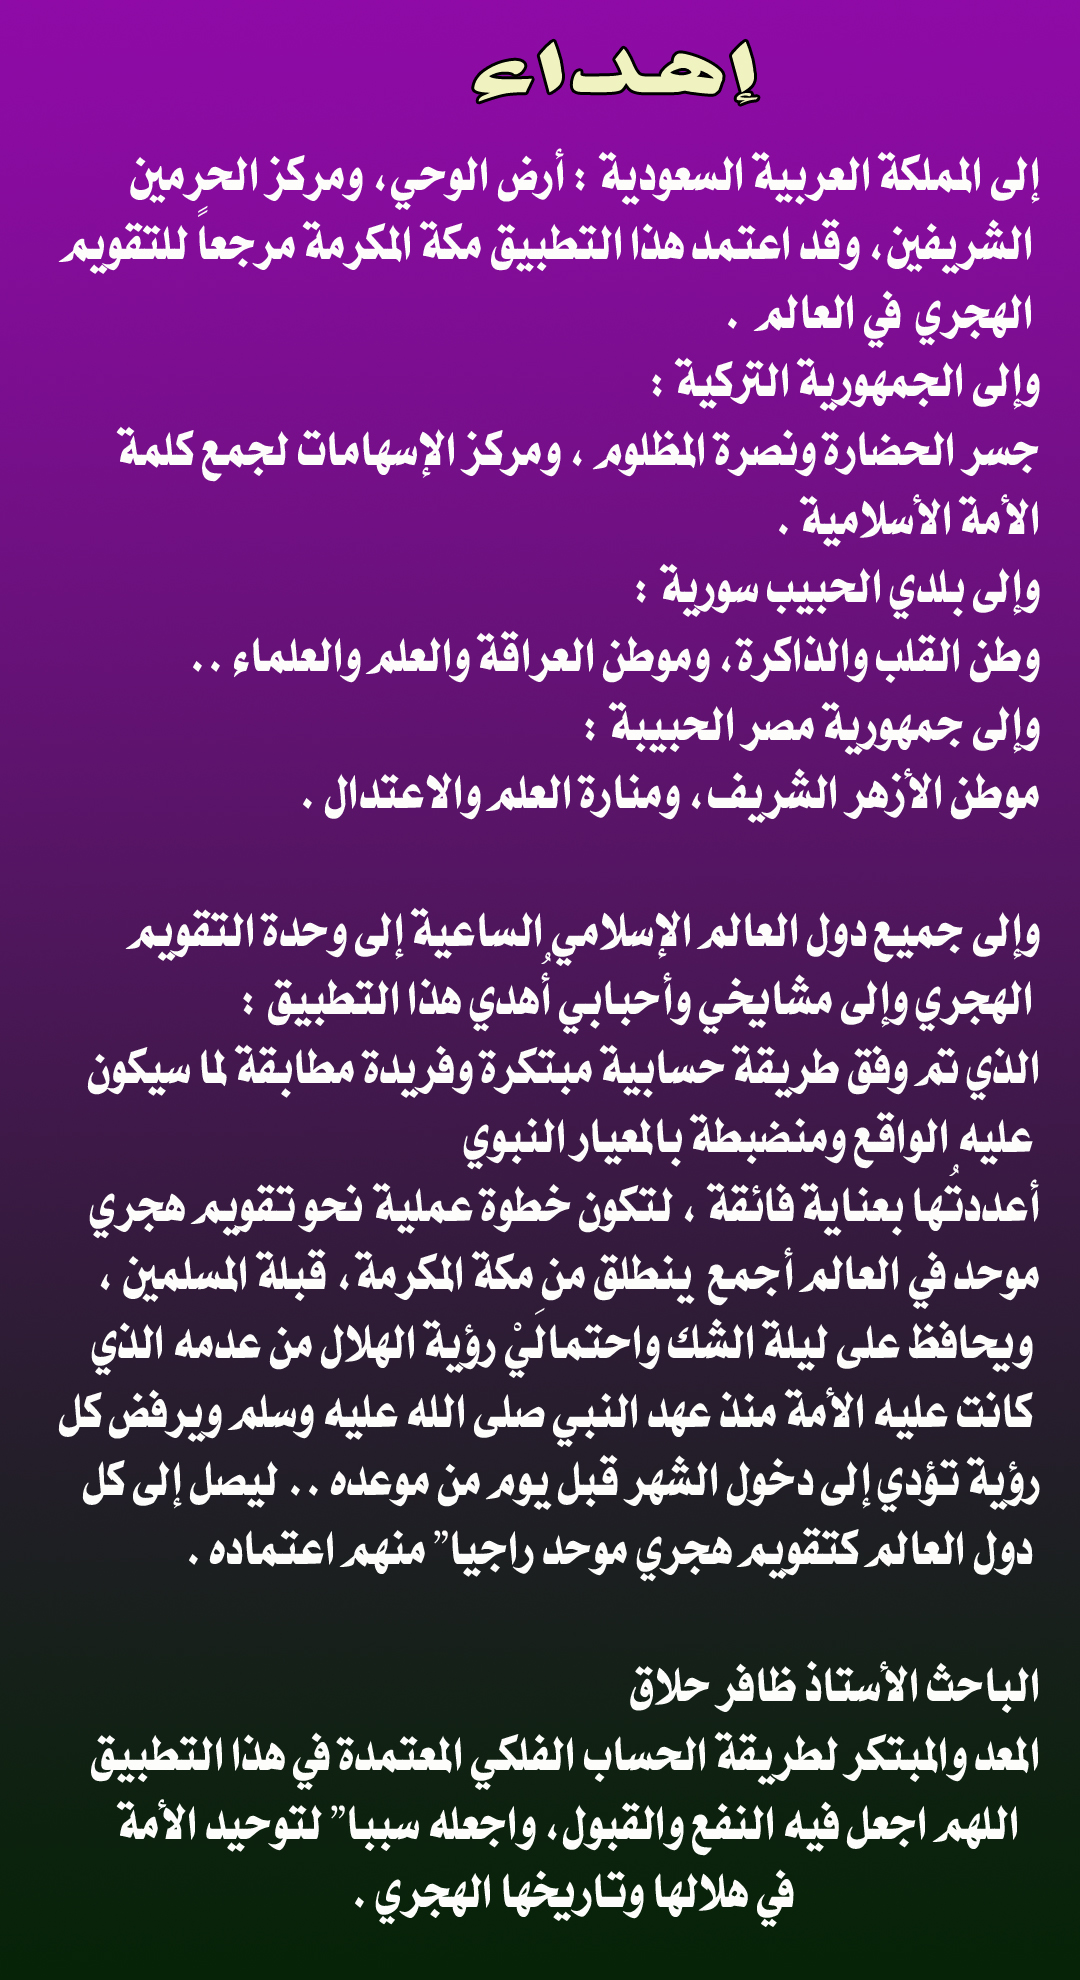 إهداء
إلى المملكة العربية السعودية : أرض الوحي، ومركز الحرمين
الشريفين، وقد اعتمد هذا التطبيق مكة المكرمة مرجعاً للتقويم
الهجري في العالم .
وإلى الجمهورية التركية :
جسر الحضارة ونصرة المظلوم ، ومركز الإسهامات لجمع كلمة
الأمة الأسلامية .
وإلى بلدي الحبيب سورية :
وطن القلب والذاكرة، وموطن العراقة والعلم والعلماء ..
وإلى جمهورية مصر الحبيبة :
موطن الأزهر الشريف، ومنارة العلم والاعتدال .
وإلى جميع دول العالم الإسلامي الساعية إلى وحدة التقويم
الهجري وإلى مشايخي وأحبابي أُهدي هذا التطبيق :
الذي تم وفق طريقة حسابية مبتكرة وفريدة مطابقة لما سيكون
عليه الواقع ومنضبطة بالمعيار النبوي
أعددتُها بعناية فائقة ، لتكون خطوة عملية نحو تقويم هجري
موحد في العالم أجمع ينطلق من مكة المكرمة، قبلة المسلمين ،
ويحافظ على ليلة الشك واحتمالَيْ رؤية الهلال من عدمه الذي
كانت عليه الأمة منذ عهد النبي صلى الله عليه وسلم ويرفض كل
رؤية تؤدي إلى دخول الشهر قبل يوم من موعده .. ليصل إلى كل
دول العالم كتقويم هجري موحد راجيا” منهم اعتماده .
الباحث الأستاذ ظافر حلاق
المعد والمبتكر لطريقة الحساب الفلكي المعتمدة في هذا التطبيق
اللهم اجعل فيه النفع والقبول، واجعله سببا” لتوحيد الأمة
في هلالها وتاريخها الهجري .